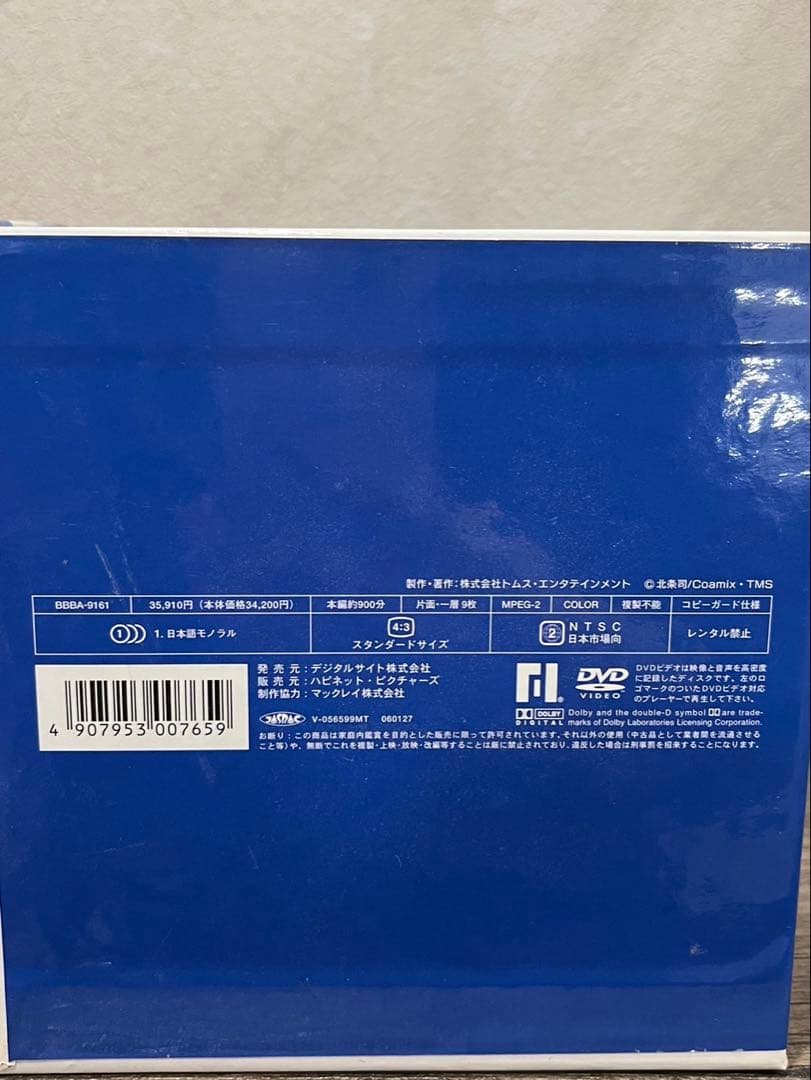 製作・著作：株式会社トムス・エンタテインメント　©北条司/Coamix・TMS
BBBA-9161　35,910円（本体価格34,200円）　本編約900分　片面・一層 9枚　MPEG-2　COLOR　複製不能　コピーガード仕様
1))) 1. 日本語モノラル　4:3　スタンダードサイズ　2　NTSC 日本市場向　レンタル禁止
発 売 元：デジタルサイト株式会社
販 売 元：ハピネット・ピクチャーズ
制作協力：マックレイ株式会社
JASRAC V-056599MT 060127
4 907953 007659
DVD VIDEO
DVDビデオは映像と音声を高密度
に記録したディスクです。左のロ
ゴマークのついたDVDビデオ対応
のプレーヤーで再生して下さい。
DOLBY DIGITAL
Dolby and the double-D symbol are trade-
marks of Dolby Laboratories Licensing Corporation.
お断り：この商品は家庭内鑑賞を目的とした販売に限って許可されています。それ以外の使用（中古品として業者間を流通させる
こと等）や、無断でこれを複製・上映・放映・改編等することは厳に禁止されており、違反した場合は刑事罰を招来することになります。